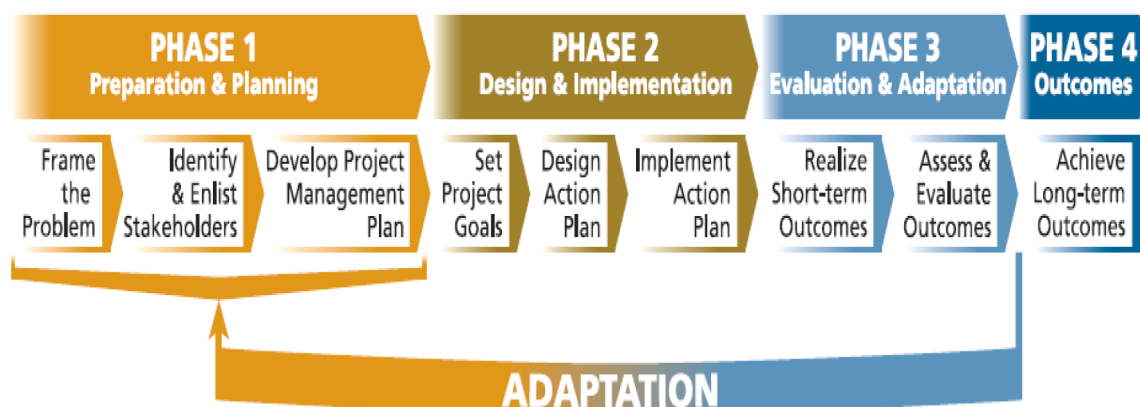 PHASE 1
Preparation & Planning
PHASE 2
Design & Implementation
PHASE 3
Evaluation & Adaptation
PHASE 4
Outcomes
Frame
the
Problem
Identify
& Enlist
Stakeholders
Develop Project
Management
Plan
Set
Project
Goals
Design
Action
Plan
Implement
Action
Plan
Realize
Short-term
Outcomes
Assess &
Evaluate
Outcomes
Achieve
Long-term
Outcomes
ADAPTATION